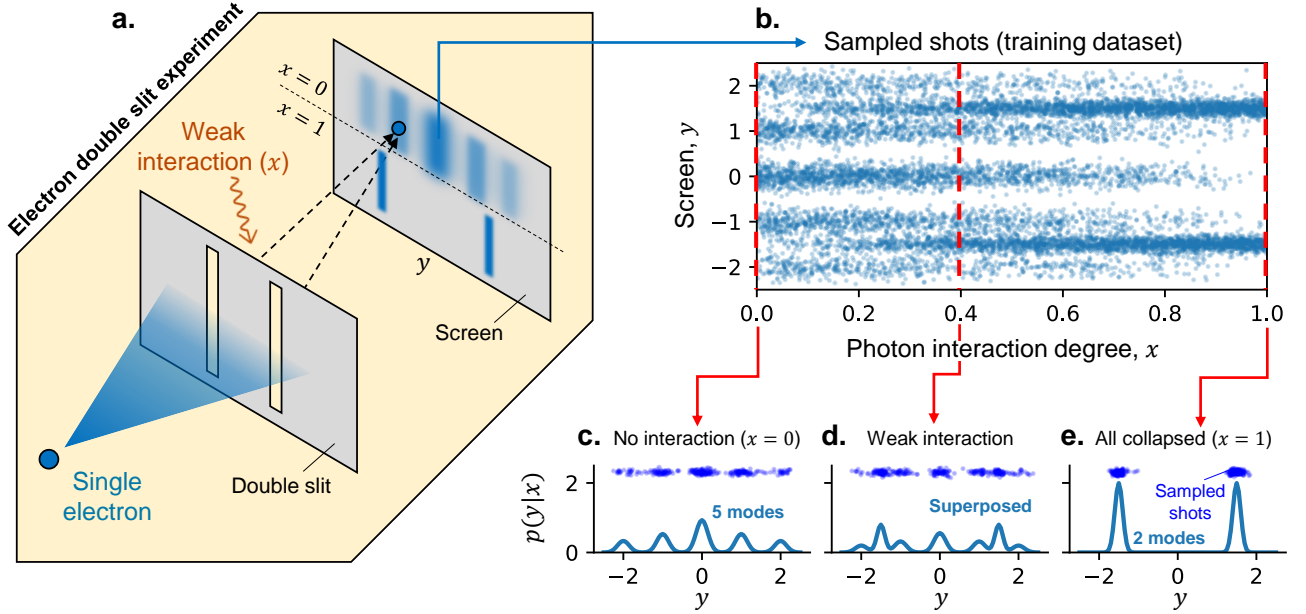 a.
Electron double slit experiment
x = 0
x = 1
Weak
interaction (x)
y
Screen
Double slit
Single
electron
b.
Sampled shots (training dataset)
Screen, y
2
1
0
−1
−2
0.0 0.2 0.4 0.6 0.8 1.0
Photon interaction degree, x
c. No interaction (x = 0)
p(y|x)
2
0
5 modes
−2 0 2
y
d. Weak interaction
Superposed
−2 0 2
y
e. All collapsed (x = 1)
Sampled
shots
2 modes
−2 0 2
y